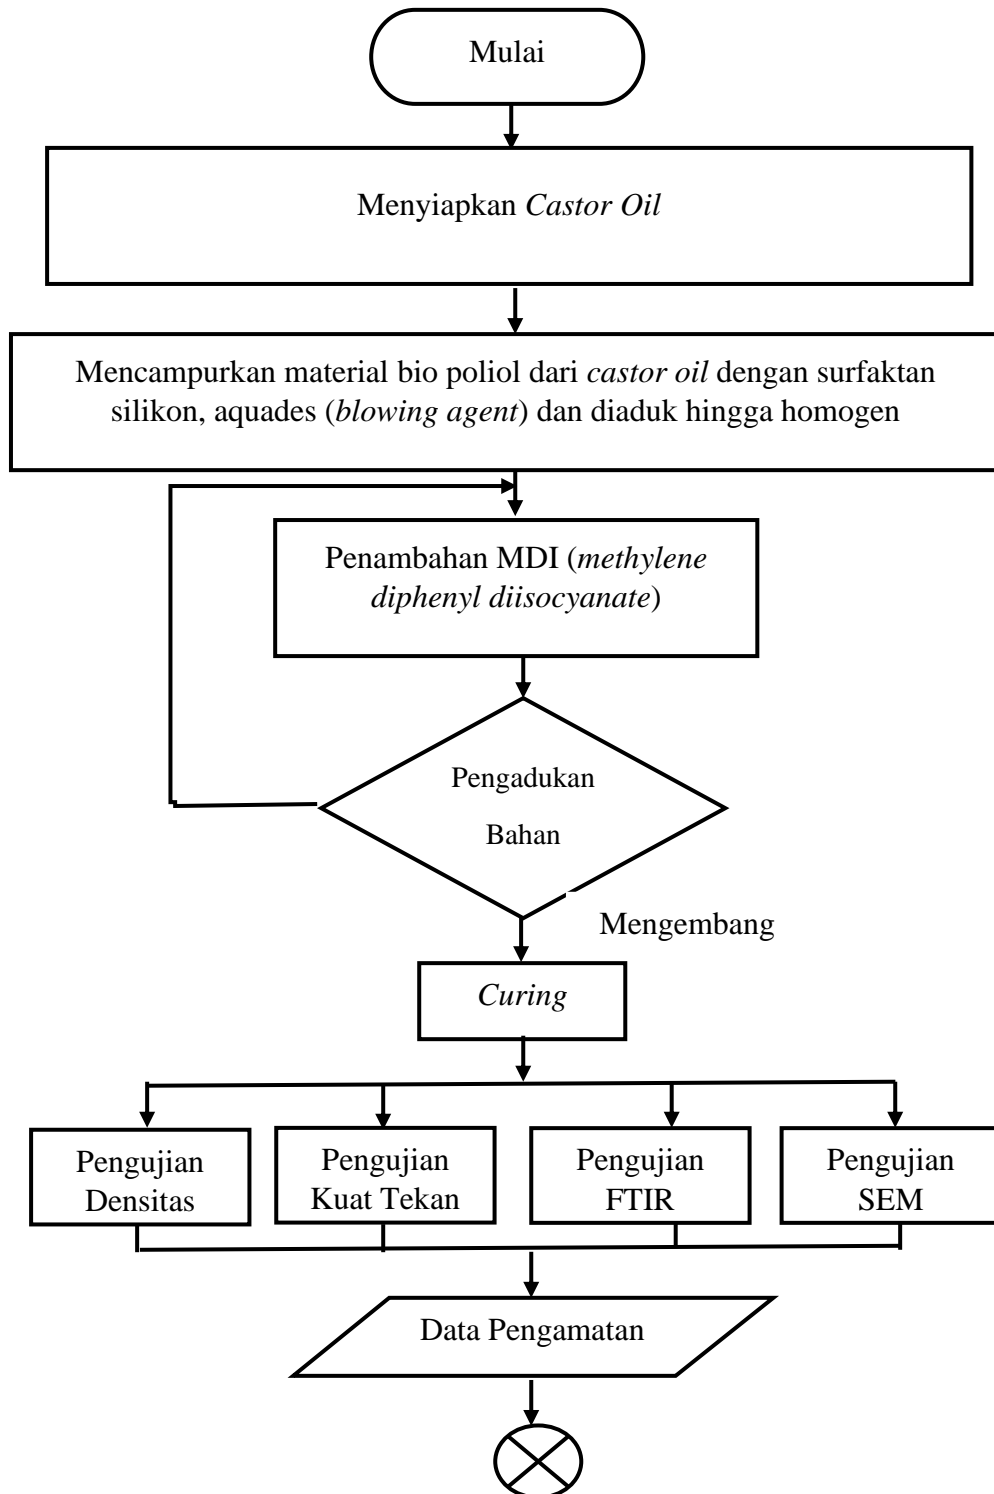 Mulai
Menyiapkan Castor Oil
Mencampurkan material bio poliol dari castor oil dengan surfaktan
silikon, aquades (blowing agent) dan diaduk hingga homogen
Penambahan MDI (methylene
diphenyl diisocyanate)
Pengadukan
Bahan
Mengembang
Curing
Pengujian
Densitas
Pengujian
Kuat Tekan
Pengujian
FTIR
Pengujian
SEM
Data Pengamatan